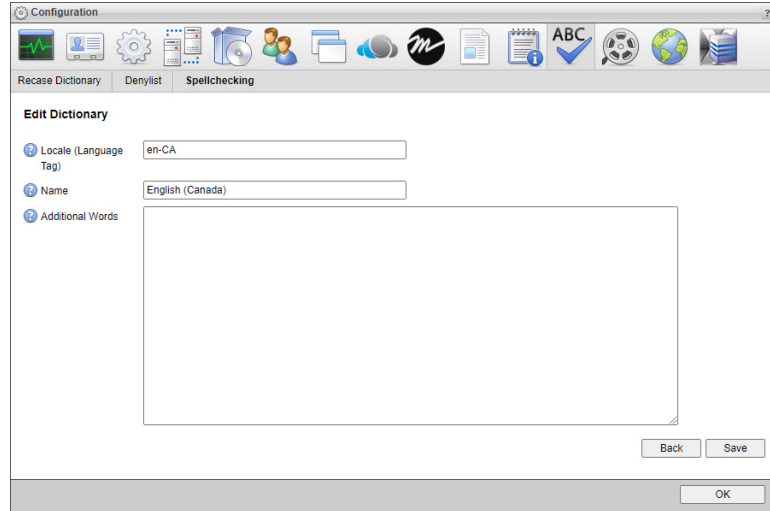 Configuration
?
ABC
Recase Dictionary Denylist Spellchecking
Edit Dictionary
? Locale (Language Tag) en-CA
? Name English (Canada)
? Additional Words
Back Save
OK